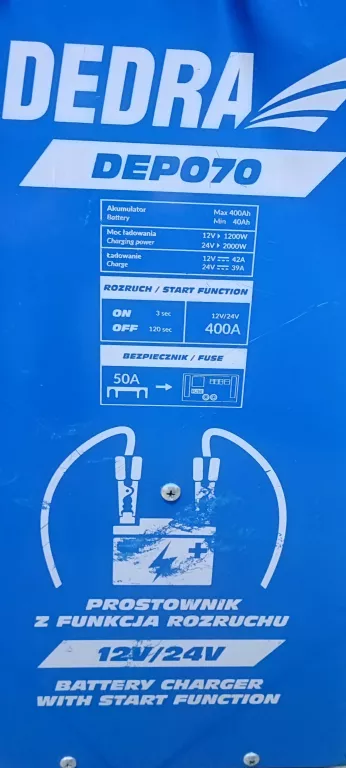 DEDRA
DEP070
Akumulator Max 400Ah
Battery Min 40Ah
Moc ładowania 12V ▸ 1200W
Charging power 24V ▸ 2000W
Ładowanie 12V ⎓ 42A
Charge 24V ⎓ 39A
ROZRUCH / START FUNCTION
ON 3 sec 12V/24V
OFF 120 sec 400A
BEZPIECZNIK / FUSE
50A
PROSTOWNIK
Z FUNKCJA ROZRUCHU
12V/24V
BATTERY CHARGER
WITH START FUNCTION